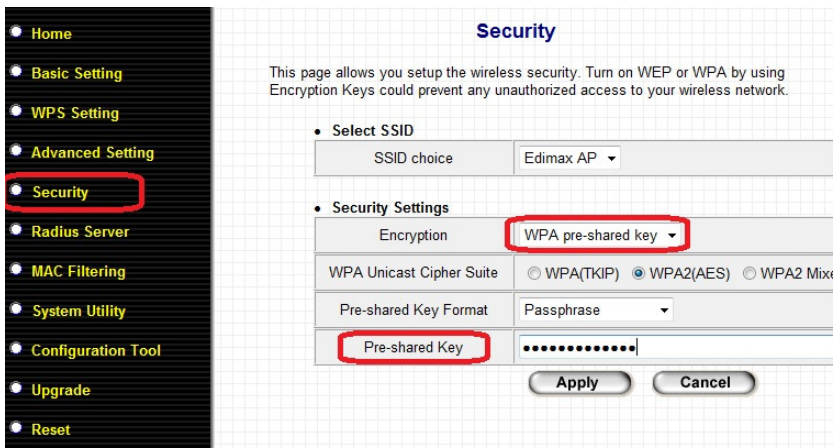 Home
Basic Setting
WPS Setting
Advanced Setting
Security
Radius Server
MAC Filtering
System Utility
Configuration Tool
Upgrade
Reset
Security
This page allows you setup the wireless security. Turn on WEP or WPA by using
Encryption Keys could prevent any unauthorized access to your wireless network.
Select SSID
SSID choice Edimax AP
Security Settings
Encryption WPA pre-shared key
WPA Unicast Cipher Suite WPA(TKIP) WPA2(AES) WPA2 Mixe
Pre-shared Key Format Passphrase
Pre-shared Key •••••••••••••
Apply Cancel